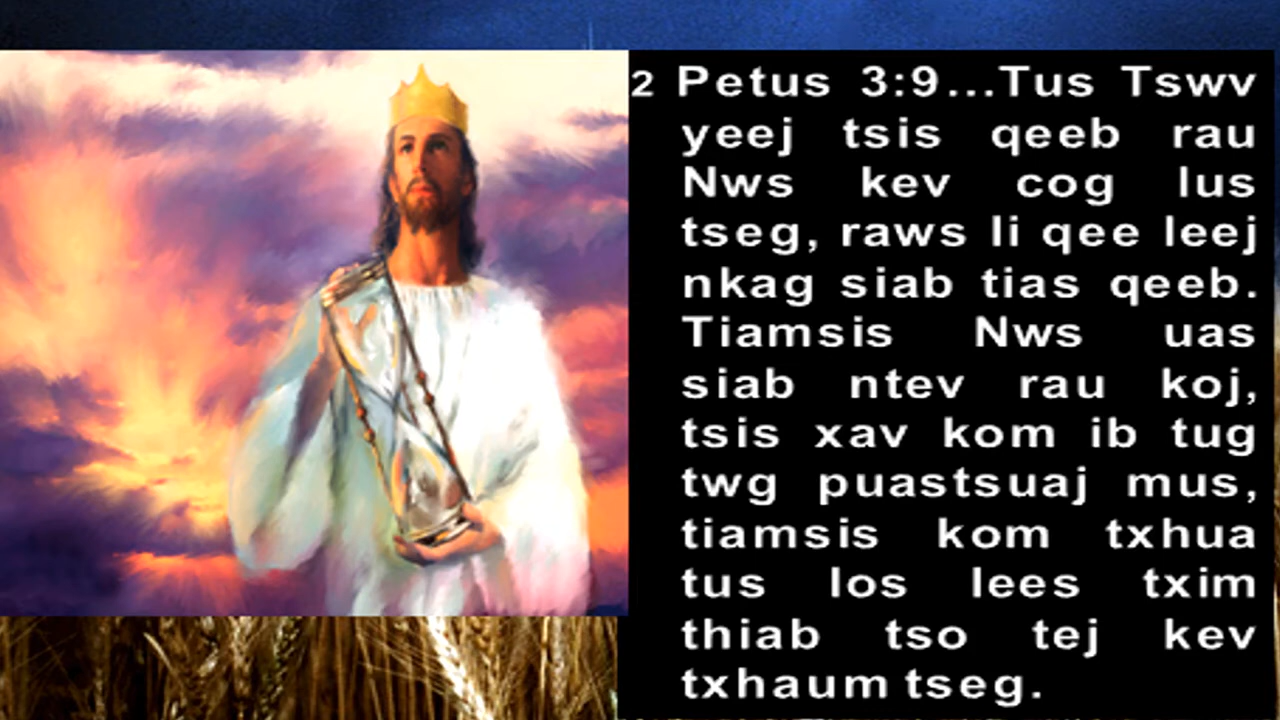 2 Petus 3:9...Tus Tswv
yeej tsis qeeb rau
Nws kev cog lus
tseg, raws li qee leej
nkag siab tias qeeb.
Tiamsis Nws uas
siab ntev rau koj,
tsis xav kom ib tug
twg puastsuaj mus,
tiamsis kom txhua
tus los lees txim
thiab tso tej kev
txhaum tseg.